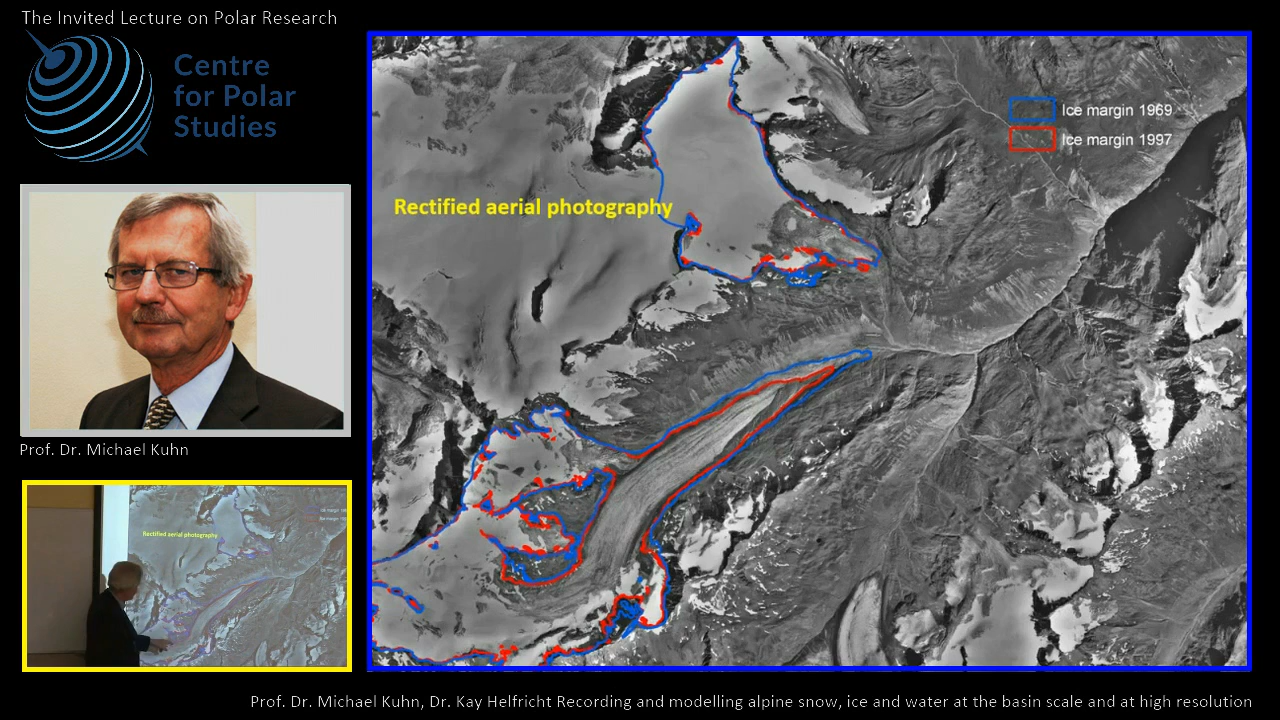 The Invited Lecture on Polar Research
Centre
for Polar
Studies
Prof. Dr. Michael Kuhn
Rectified aerial photography
Ice margin 1969
Ice margin 1997
Rectified aerial photography
Prof. Dr. Michael Kuhn, Dr. Kay Helfricht Recording and modelling alpine snow, ice and water at the basin scale and at high resolution